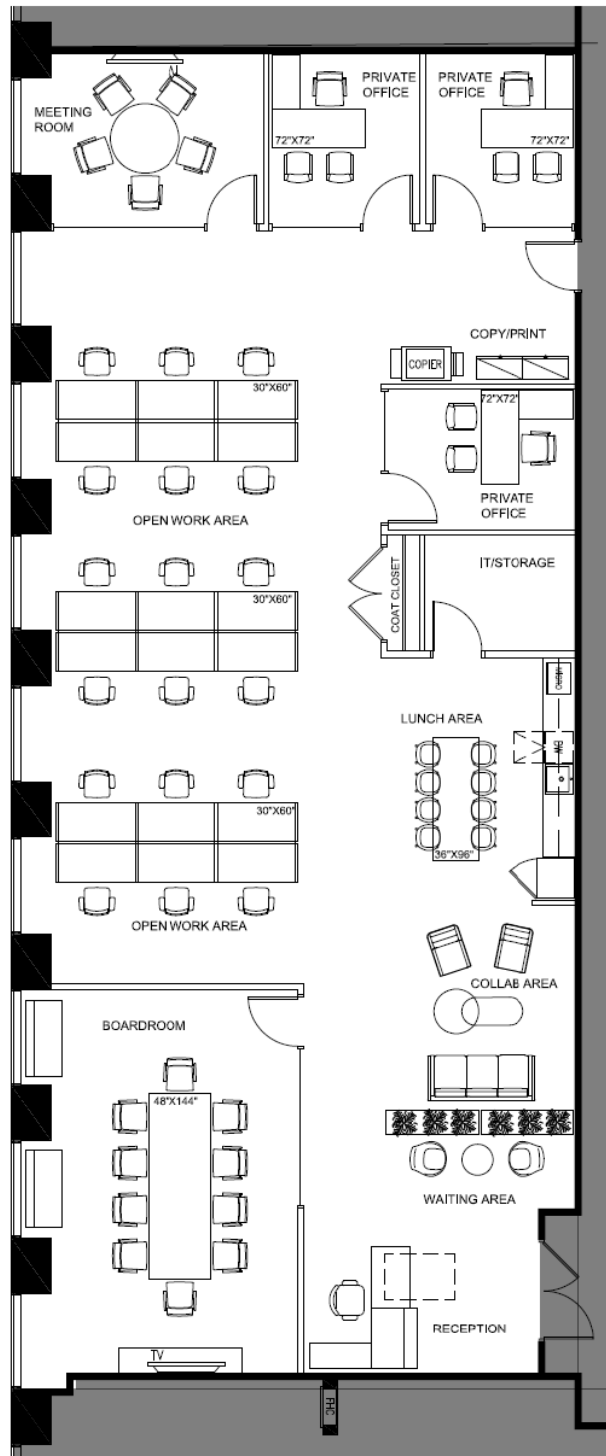 MEETING
ROOM
PRIVATE
OFFICE
72"X72"
PRIVATE
OFFICE
72"X72"
COPY/PRINT
COPIER
30"X60"
72"X72"
PRIVATE
OFFICE
OPEN WORK AREA
IT/STORAGE
COAT CLOSET
30"X60"
MICRO
LUNCH AREA
DW
30"X60"
36"X96"
OPEN WORK AREA
COLLAB AREA
BOARDROOM
48"X144"
WAITING AREA
RECEPTION
TV
FHC